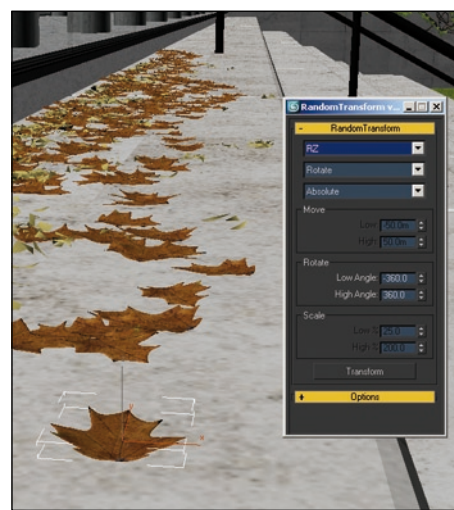 RandomTransform v...
- RandomTransform
RZ
Rotate
Absolute
Move
Low -50.0m
High 50.0m
Rotate
Low Angle: -360.0
High Angle: 360.0
Scale
Low % 25.0
High % 200.0
Transform
+ Options
y
x